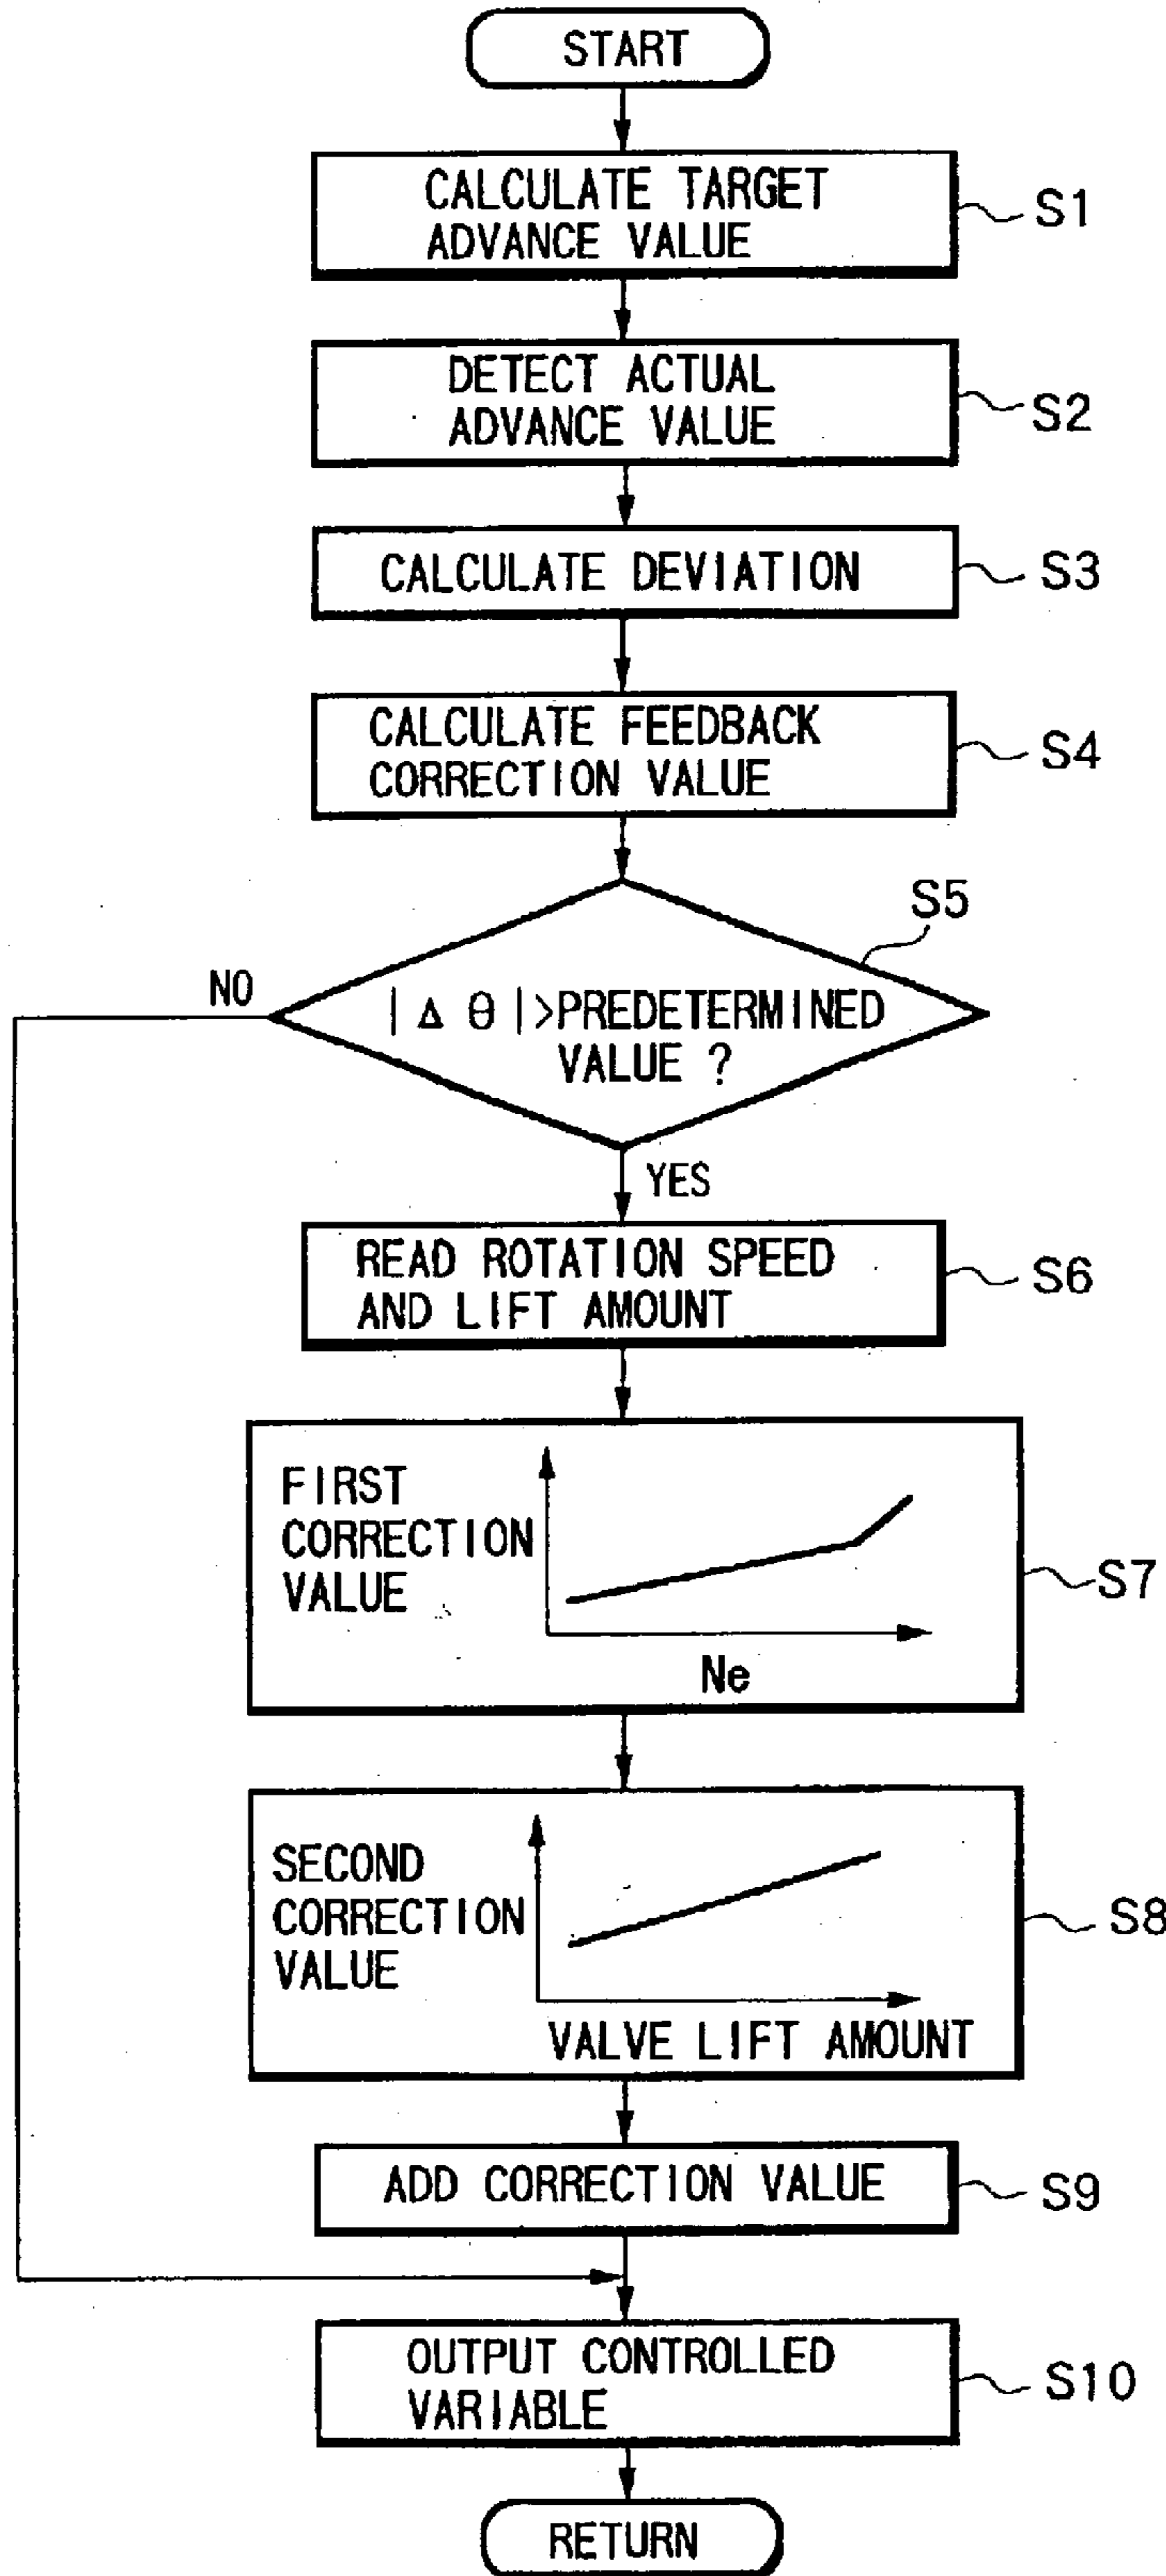 START
CALCULATE TARGET
ADVANCE VALUE
S1
DETECT ACTUAL
ADVANCE VALUE
S2
CALCULATE DEVIATION
S3
CALCULATE FEEDBACK
CORRECTION VALUE
S4
S5
NO
| Δ θ |>PREDETERMINED
VALUE ?
YES
READ ROTATION SPEED
AND LIFT AMOUNT
S6
FIRST
CORRECTION
VALUE
Ne
S7
SECOND
CORRECTION
VALUE
VALVE LIFT AMOUNT
S8
ADD CORRECTION VALUE
S9
OUTPUT CONTROLLED
VARIABLE
S10
RETURN